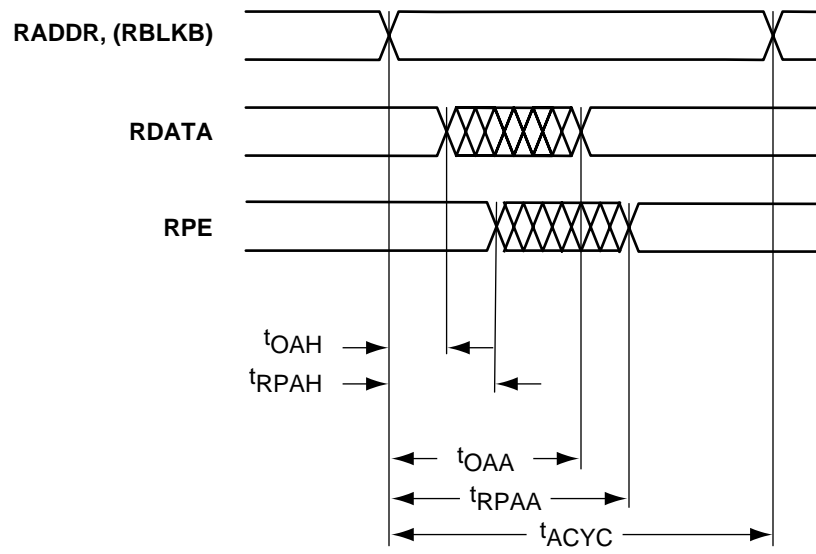 RADDR, (RBLKB)
RDATA
RPE
tOAH
tRPAH
tOAA
tRPAA
tACYC